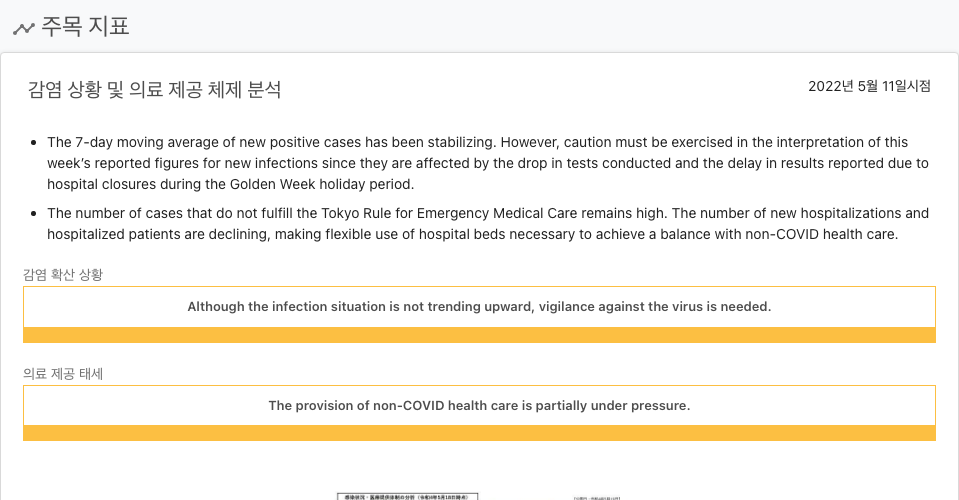 주목 지표
감염 상황 및 의료 제공 체제 분석
2022년 5월 11일시점
The 7-day moving average of new positive cases has been stabilizing. However, caution must be exercised in the interpretation of this
week’s reported figures for new infections since they are affected by the drop in tests conducted and the delay in results reported due to
hospital closures during the Golden Week holiday period.
The number of cases that do not fulfill the Tokyo Rule for Emergency Medical Care remains high. The number of new hospitalizations and
hospitalized patients are declining, making flexible use of hospital beds necessary to achieve a balance with non-COVID health care.
감염 확산 상황
Although the infection situation is not trending upward, vigilance against the virus is needed.
의료 제공 태세
The provision of non-COVID health care is partially under pressure.